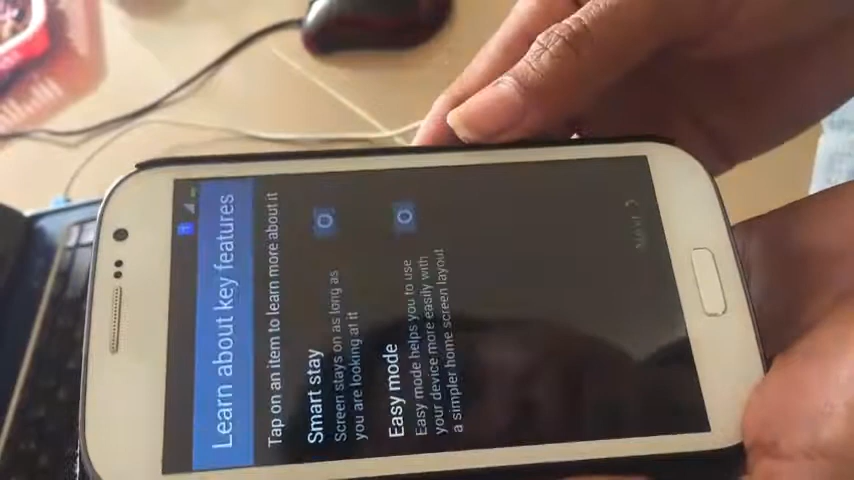 Learn about key features
Tap on an item to learn more about it
Smart stay
Screen stays on as long as
you are looking at it
Easy mode
Easy mode helps you to use
your device more easily with
a simpler home screen layout
Next